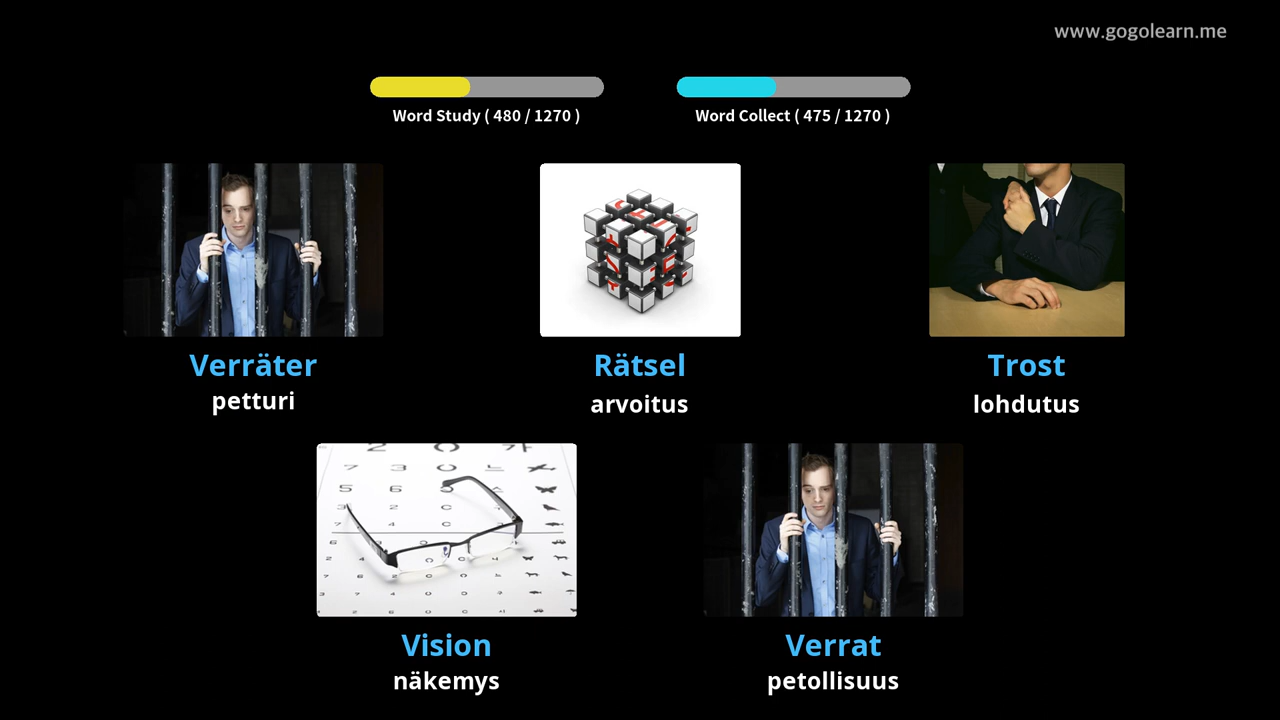 www.gogolearn.me
Word Study ( 480 / 1270 )
Word Collect ( 475 / 1270 )
Verräter
petturi
Rätsel
arvoitus
Trost
lohdutus
Vision
näkemys
Verrat
petollisuus